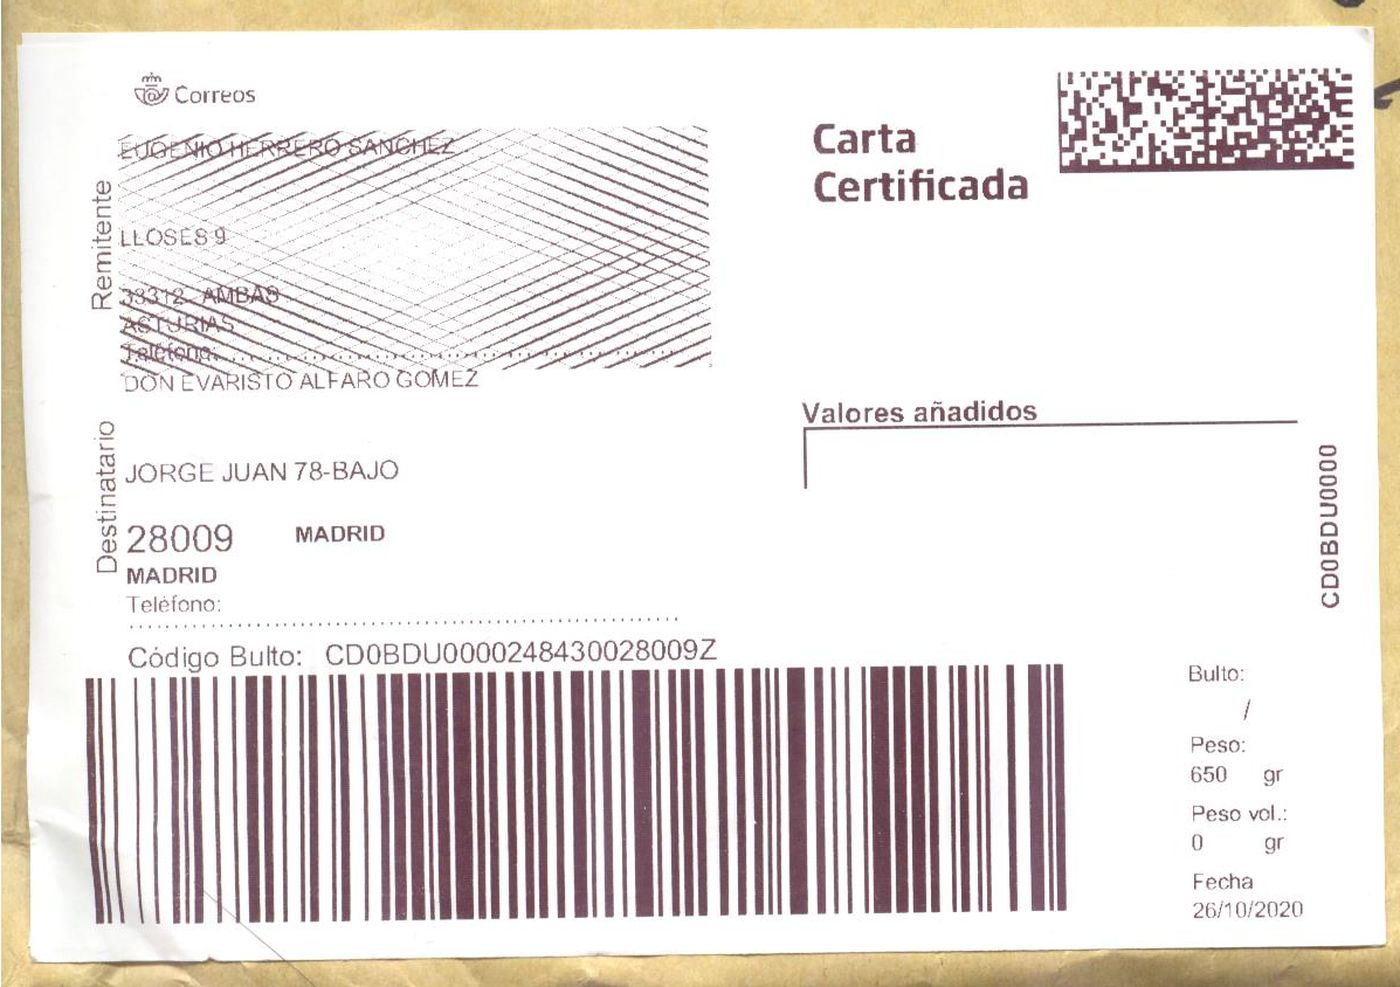 Correos
Carta
Certificada
Remitente
EUGENIO HERRERO SANCHEZ
LLOSES 9
33312 AMBAS
ASTURIAS
Teléfono:
Destinatario
DON EVARISTO ALFARO GOMEZ
JORGE JUAN 78-BAJO
28009 MADRID
MADRID
Teléfono:
Código Bulto: CD0BDU0000248430028009Z
Valores añadidos
CD0BDU0000
Bulto:
/
Peso:
650 gr
Peso vol.:
0 gr
Fecha
26/10/2020